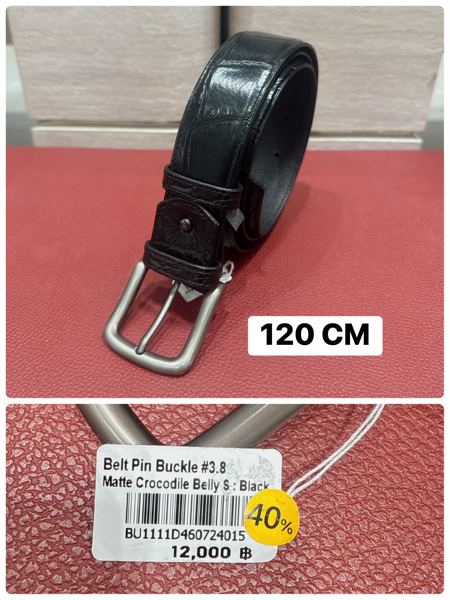 120 CM
Belt Pin Buckle #3.8
Matte Crocodile Belly S : Black
40%
BU1111D460724015
12,000 ฿